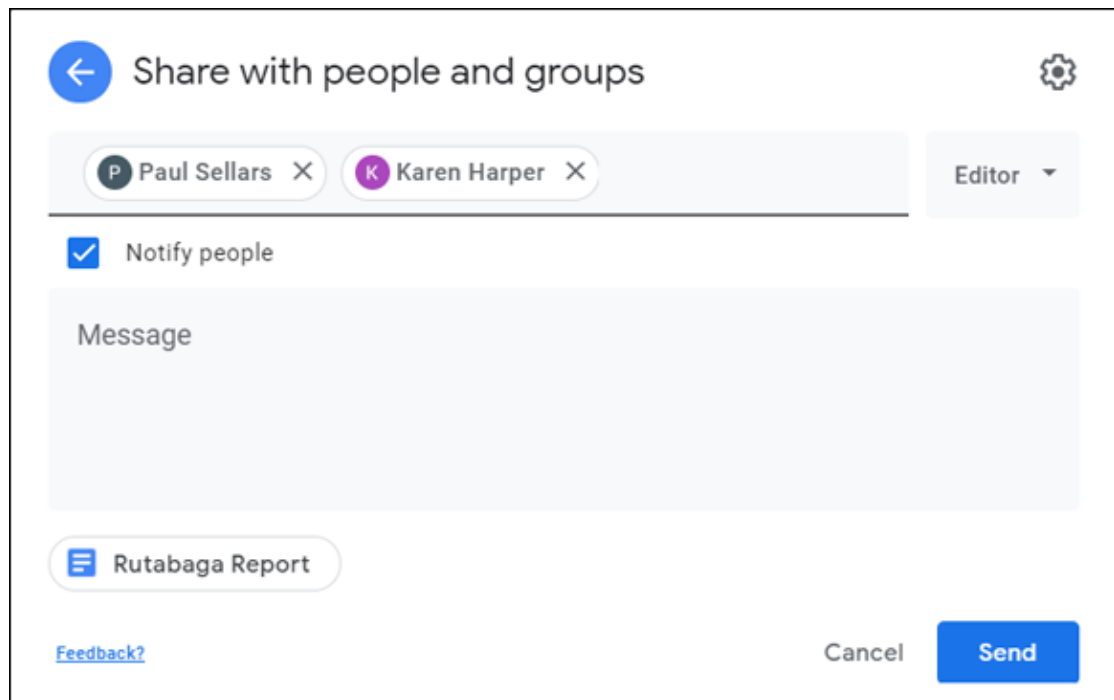 Share with people and groups
P Paul Sellars K Karen Harper Editor
Notify people
Message
Rutabaga Report
Feedback? Cancel Send